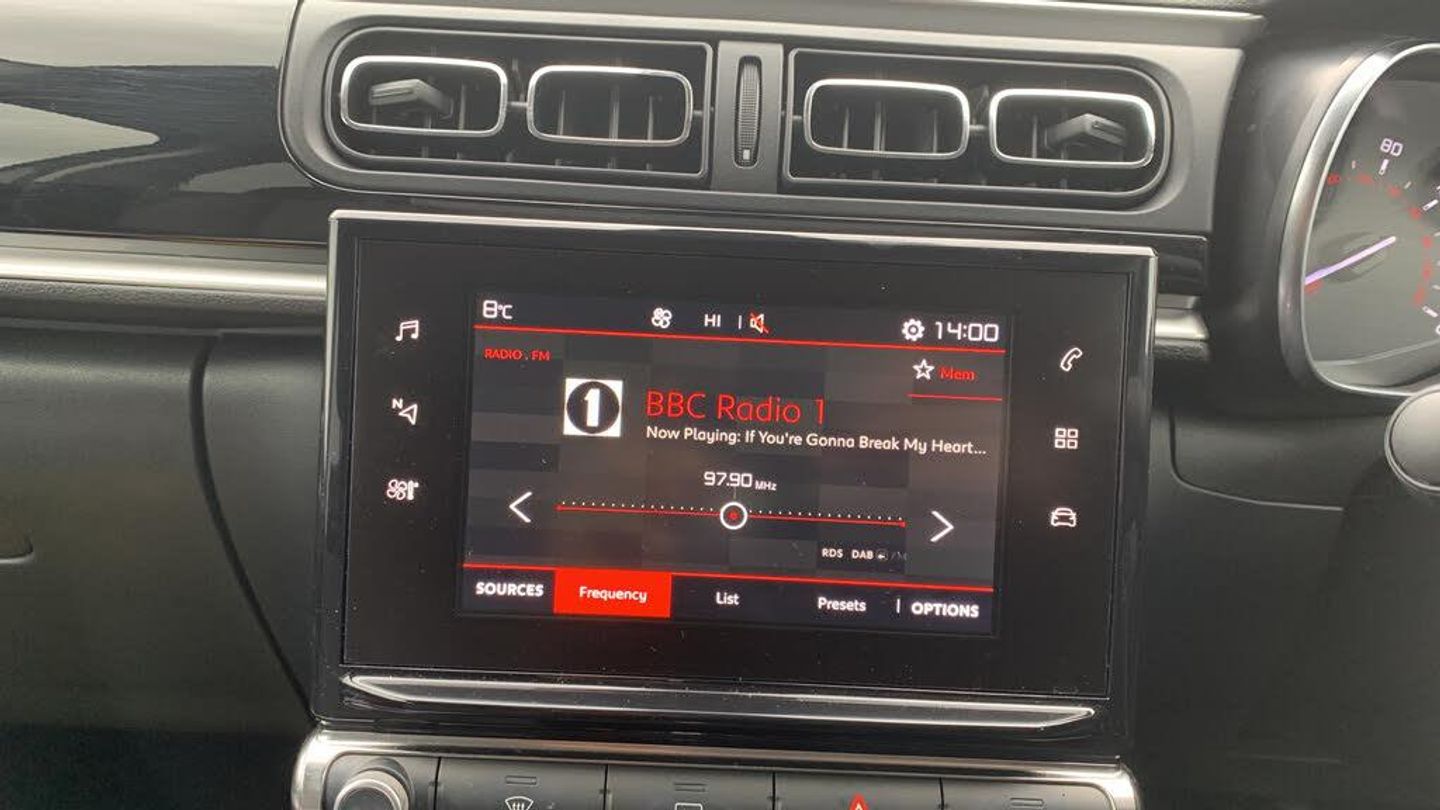 8°C HI 14:00
RADIO . FM
Mem
1
BBC Radio 1
Now Playing: If You're Gonna Break My Heart...
97.90 MHz
RDS DAB
SOURCES Frequency List Presets OPTIONS
N
80